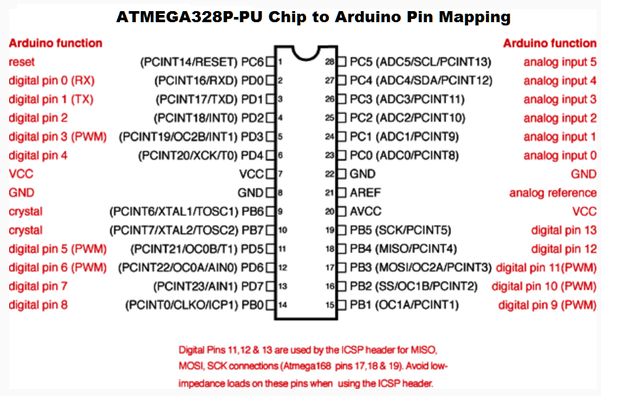 ATMEGA328P-PU Chip to Arduino Pin Mapping
Arduino function Arduino function
reset (PCINT14/RESET) PC6 1 28 PC5 (ADC5/SCL/PCINT13) analog input 5
digital pin 0 (RX) (PCINT16/RXD) PD0 2 27 PC4 (ADC4/SDA/PCINT12) analog input 4
digital pin 1 (TX) (PCINT17/TXD) PD1 3 26 PC3 (ADC3/PCINT11) analog input 3
digital pin 2 (PCINT18/INT0) PD2 4 25 PC2 (ADC2/PCINT10) analog input 2
digital pin 3 (PWM) (PCINT19/OC2B/INT1) PD3 5 24 PC1 (ADC1/PCINT9) analog input 1
digital pin 4 (PCINT20/XCK/T0) PD4 6 23 PC0 (ADC0/PCINT8) analog input 0
VCC VCC 7 22 GND GND
GND GND 8 21 AREF analog reference
crystal (PCINT6/XTAL1/TOSC1) PB6 9 20 AVCC VCC
crystal (PCINT7/XTAL2/TOSC2) PB7 10 19 PB5 (SCK/PCINT5) digital pin 13
digital pin 5 (PWM) (PCINT21/OC0B/T1) PD5 11 18 PB4 (MISO/PCINT4) digital pin 12
digital pin 6 (PWM) (PCINT22/OC0A/AIN0) PD6 12 17 PB3 (MOSI/OC2A/PCINT3) digital pin 11(PWM)
digital pin 7 (PCINT23/AIN1) PD7 13 16 PB2 (SS/OC1B/PCINT2) digital pin 10 (PWM)
digital pin 8 (PCINT0/CLKO/ICP1) PB0 14 15 PB1 (OC1A/PCINT1) digital pin 9 (PWM)
Digital Pins 11,12 & 13 are used by the ICSP header for MISO,
MOSI, SCK connections (Atmega168 pins 17,18 & 19). Avoid low-
impedance loads on these pins when using the ICSP header.